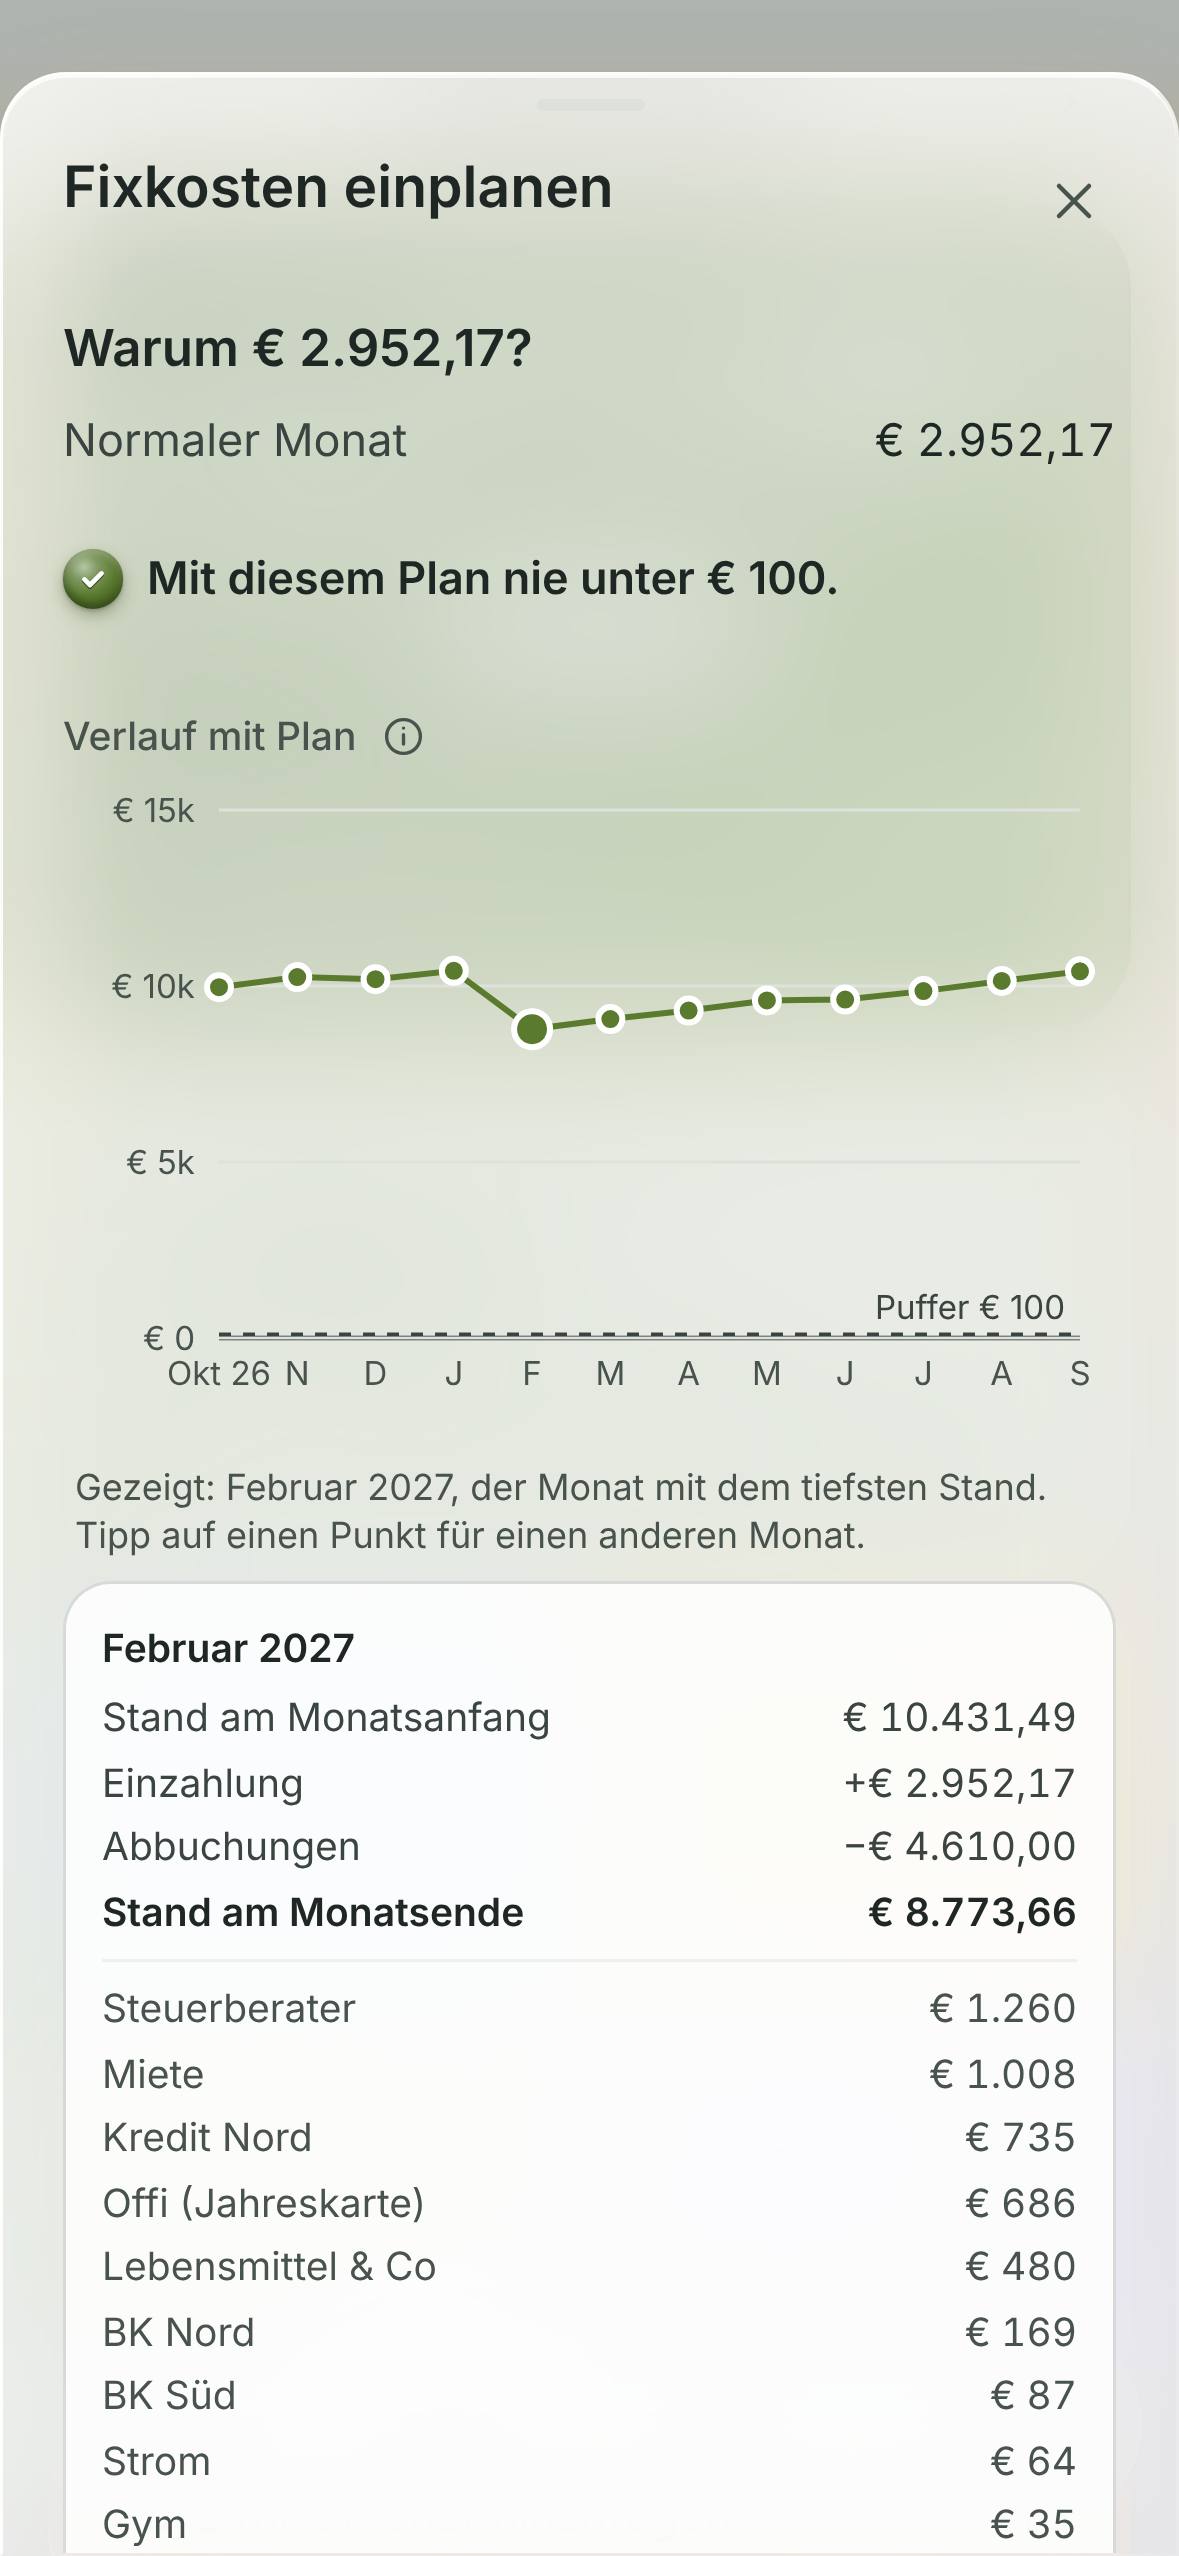 Fixkosten einplanen
Warum € 2.952,17?
Normaler Monat € 2.952,17
Mit diesem Plan nie unter € 100.
Verlauf mit Plan
€ 15k
€ 10k
€ 5k
Puffer € 100
€ 0
Okt 26 N D J F M A M J J A S
Gezeigt: Februar 2027, der Monat mit dem tiefsten Stand.
Tipp auf einen Punkt für einen anderen Monat.
Februar 2027
Stand am Monatsanfang € 10.431,49
Einzahlung +€ 2.952,17
Abbuchungen −€ 4.610,00
Stand am Monatsende € 8.773,66
Steuerberater € 1.260
Miete € 1.008
Kredit Nord € 735
Offi (Jahreskarte) € 686
Lebensmittel & Co € 480
BK Nord € 169
BK Süd € 87
Strom € 64
Gym € 35